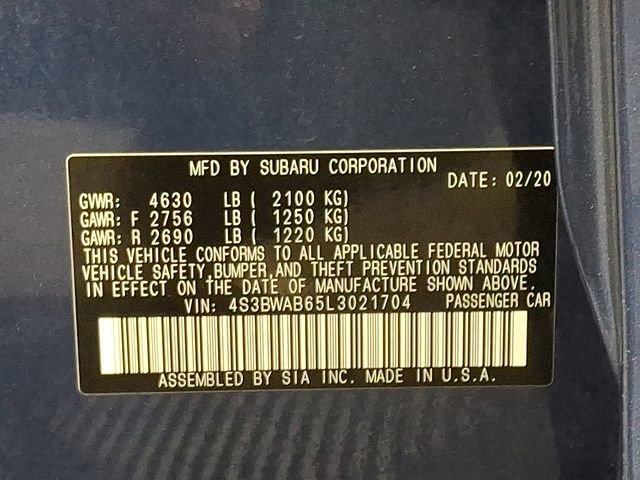 MFD BY SUBARU CORPORATION
DATE: 02/20
GVWR: 4630 LB ( 2100 KG)
GAWR: F 2756 LB ( 1250 KG)
GAWR: R 2690 LB ( 1220 KG)
THIS VEHICLE CONFORMS TO ALL APPLICABLE FEDERAL MOTOR
VEHICLE SAFETY,BUMPER,AND THEFT PREVENTION STANDARDS
IN EFFECT ON THE DATE OF MANUFACTURE SHOWN ABOVE.
VIN: 4S3BWAB65L3021704 PASSENGER CAR
ASSEMBLED BY SIA INC. MADE IN U.S.A.